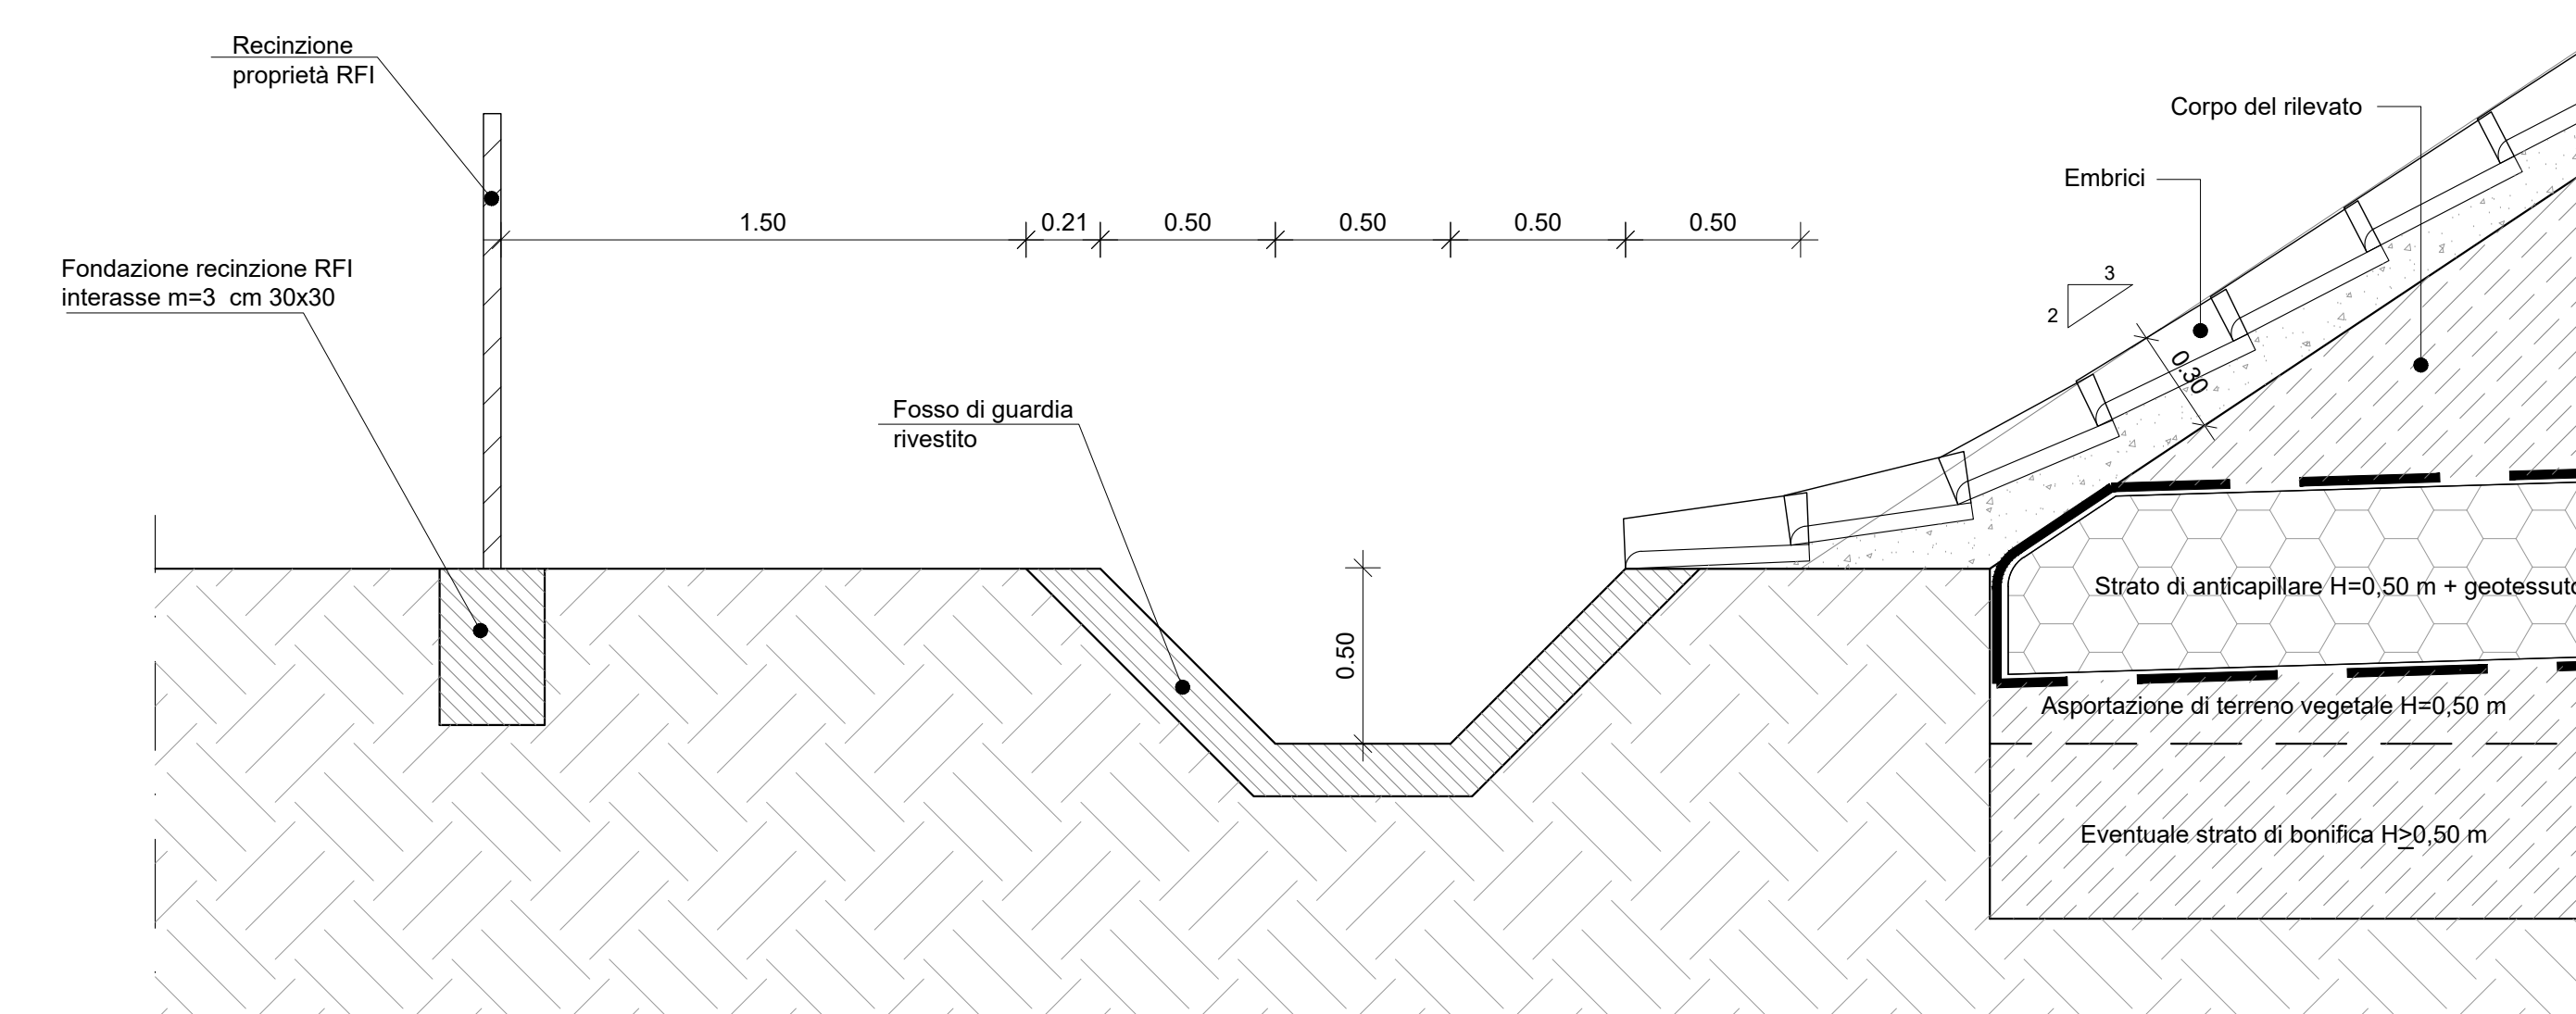 Recinzione
proprietà RFI
Corpo del rilevato
Embrici
1.50
0.21
0.50
0.50
0.50
0.50
Fondazione recinzione RFI
interasse m=3 cm 30x30
3
2
0.30
Fosso di guardia
rivestito
0.50
Strato di anticapillare H=0,50 m + geotessuto
Asportazione di terreno vegetale H=0,50 m
Eventuale strato di bonifica H≥0,50 m